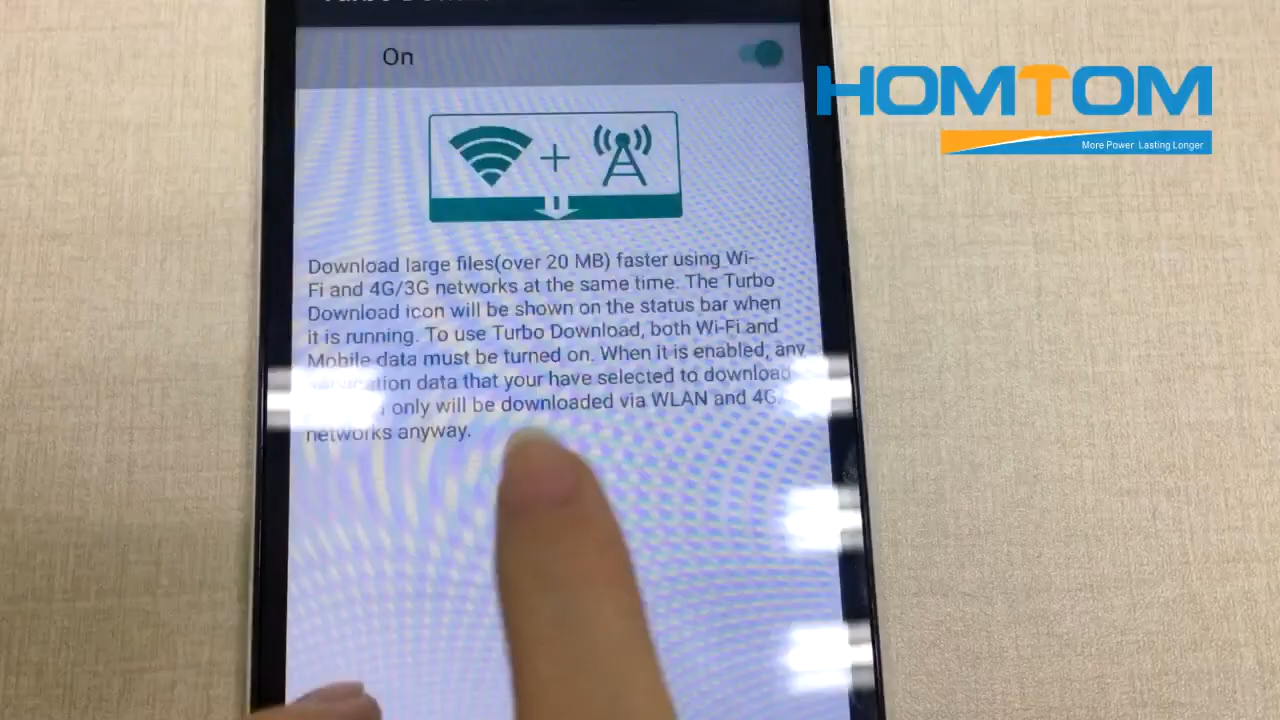 On
HOMTOM
More Power Lasting Longer
Download large files(over 20 MB) faster using Wi-
Fi and 4G/3G networks at the same time. The Turbo
Download icon will be shown on the status bar when
it is running. To use Turbo Download, both Wi-Fi and
Mobile data must be turned on. When it is enabled, any
data that your have selected to download
only will be downloaded via WLAN and 4G
networks anyway.